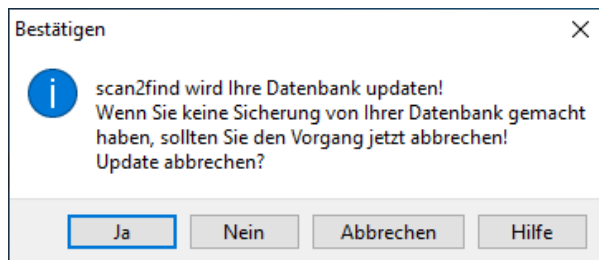 Bestätigen
scan2find wird Ihre Datenbank updaten!
Wenn Sie keine Sicherung von Ihrer Datenbank gemacht
haben, sollten Sie den Vorgang jetzt abbrechen!
Update abbrechen?
Ja Nein Abbrechen Hilfe